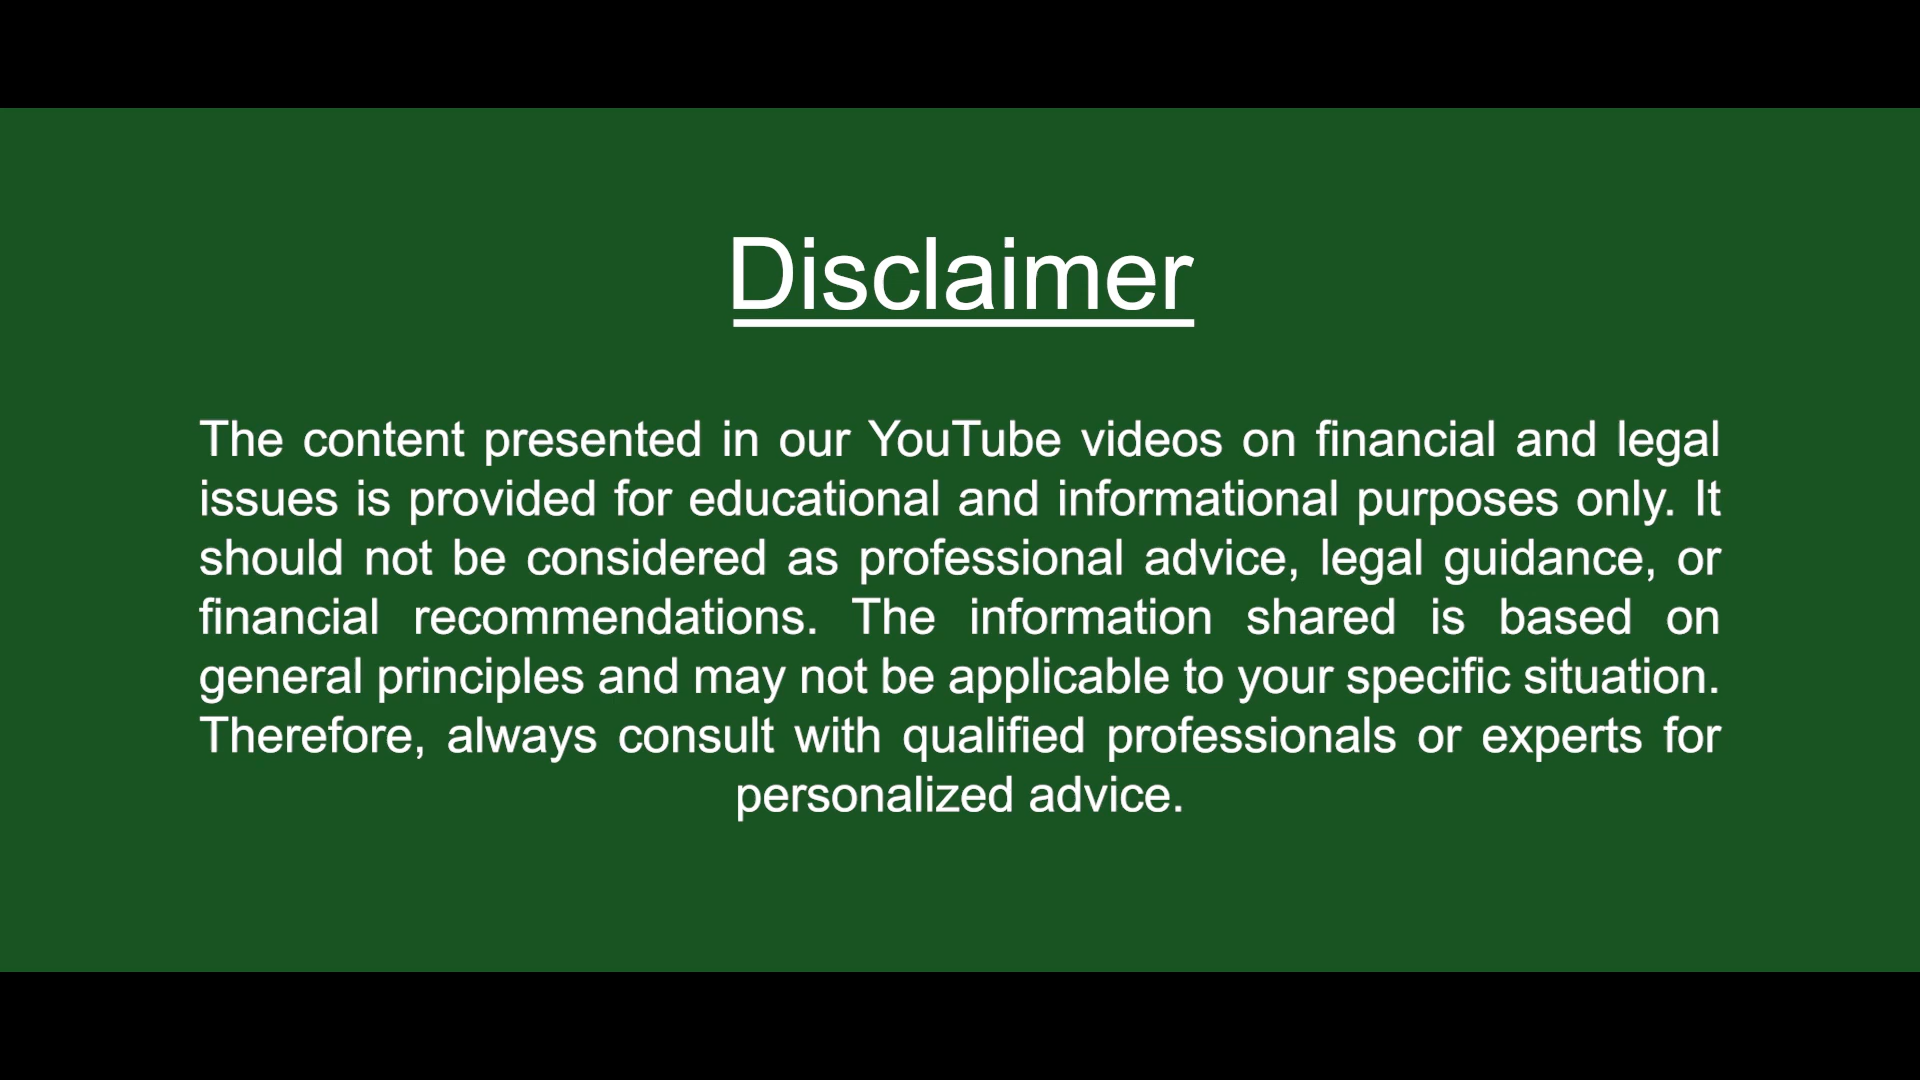 Disclaimer
The content presented in our YouTube videos on financial and legal
issues is provided for educational and informational purposes only. It
should not be considered as professional advice, legal guidance, or
financial recommendations. The information shared is based on
general principles and may not be applicable to your specific situation.
Therefore, always consult with qualified professionals or experts for
personalized advice.